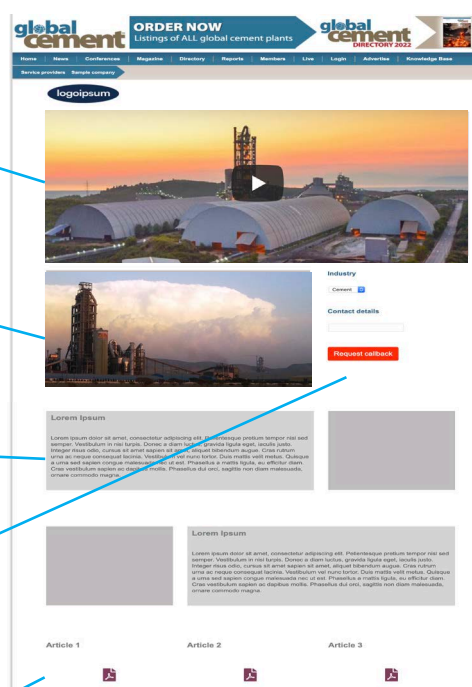 global cement
ORDER NOW
Listings of ALL global cement plants
global cement
DIRECTORY 2022
Home News Conferences Magazine Directory Reports Members Live Login Advertise Knowledge Base
Service providers Sample company
logoipsum
Industry
Cement
Contact details
Request callback
Lorem Ipsum
Lorem ipsum dolor sit amet, consectetur adipiscing elit. Pellentesque pretium tempor nisl sed
semper. Vestibulum in nisi turpis. Donec a diam luctus, gravida ligula eget, iaculis justo.
Integer risus odio, cursus sit amet sapien sit amet, aliquet bibendum augue. Cras rutrum
urna ac neque consequat lacinia. Vestibulum vel nunc tortor. Duis mattis velit metus. Quisque
a urna sed sapien congue malesuada nec ut est. Phasellus a mattis ligula, eu efficitur diam.
Cras vestibulum sapien ac dapibus mollis. Phasellus dui orci, sagittis non diam malesuada,
ornare commodo magna.
Lorem Ipsum
Lorem ipsum dolor sit amet, consectetur adipiscing elit. Pellentesque pretium tempor nisl sed
semper. Vestibulum in nisi turpis. Donec a diam luctus, gravida ligula eget, iaculis justo.
Integer risus odio, cursus sit amet sapien sit amet, aliquet bibendum augue. Cras rutrum
urna ac neque consequat lacinia. Vestibulum vel nunc tortor. Duis mattis velit metus. Quisque
a urna sed sapien congue malesuada nec ut est. Phasellus a mattis ligula, eu efficitur diam.
Cras vestibulum sapien ac dapibus mollis. Phasellus dui orci, sagittis non diam malesuada,
ornare commodo magna.
Article 1 Article 2 Article 3